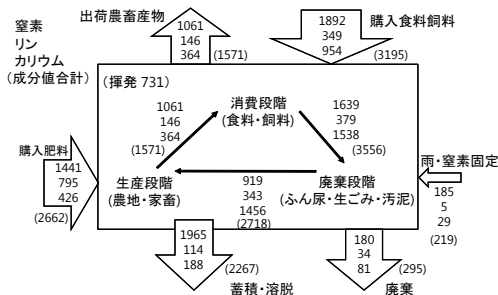 窒素
リン
カリウム
（成分値合計）
出荷農畜産物
1061
146
364
(1571)
1892
349
954
購入食料飼料
(3195)
（揮発 731）
1061
146
364
(1571)
消費段階
(食料・飼料)
1639
379
1538
(3556)
購入肥料
1441
795
426
(2662)
生産段階
(農地・家畜)
919
343
1456
(2718)
廃棄段階
(ふん尿・生ごみ・汚泥)
雨・窒素固定
185
5
29
(219)
1965
114
188
(2267)
蓄積・溶脱
180
34
81
(295)
廃棄